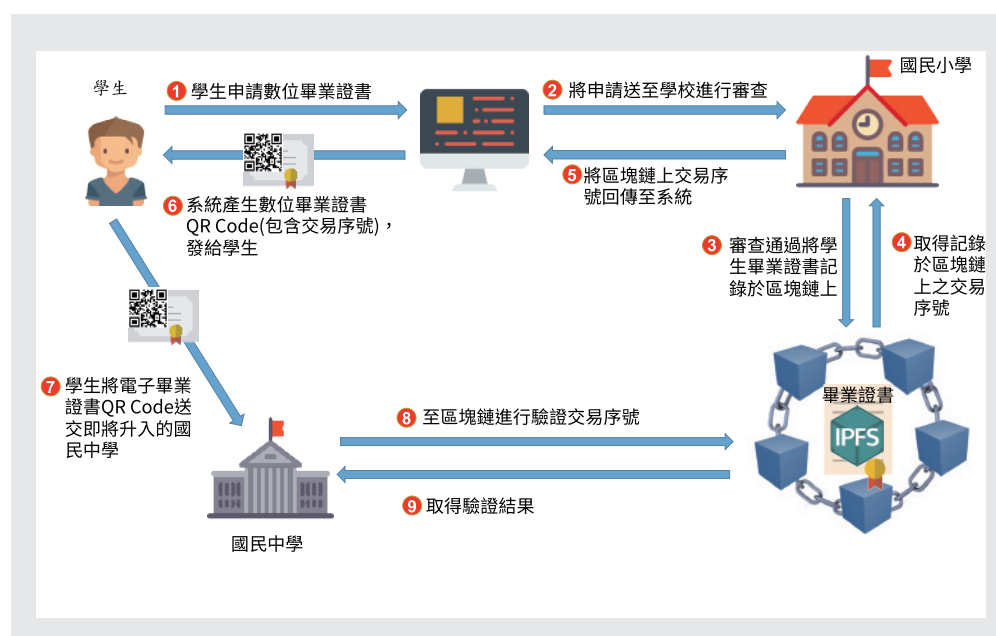 學生
1 學生申請數位畢業證書
2 將申請送至學校進行審查
國民小學
5 將區塊鏈上交易序
號回傳至系統
6 系統產生數位畢業證書
QR Code(包含交易序號)，
發給學生
3 審查通過將學
生畢業證書記
錄於區塊鏈上
4 取得記錄
於區塊鏈
上之交易
序號
7 學生將電子畢業
證書QR Code送
交即將升入的國
民中學
8 至區塊鏈進行驗證交易序號
畢業證書
IPFS
9 取得驗證結果
國民中學